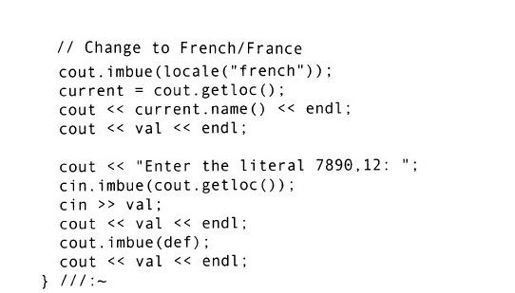 // Change to French/France
cout.imbue(locale("french"));
current = cout.getloc();
cout << current.name() << endl;
cout << val << endl;

cout << "Enter the literal 7890,12: ";
cin.imbue(cout.getloc());
cin >> val;
cout << val << endl;
cout.imbue(def);
cout << val << endl;
} ///:~